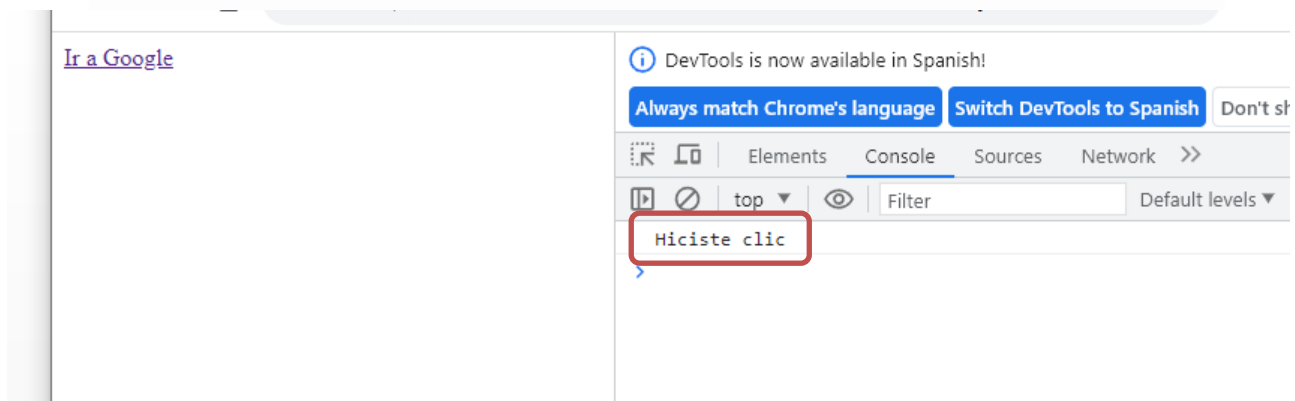 Ir a Google
DevTools is now available in Spanish!
Always match Chrome's language Switch DevTools to Spanish Don't
Elements Console Sources Network
top Filter Default levels
Hiciste clic